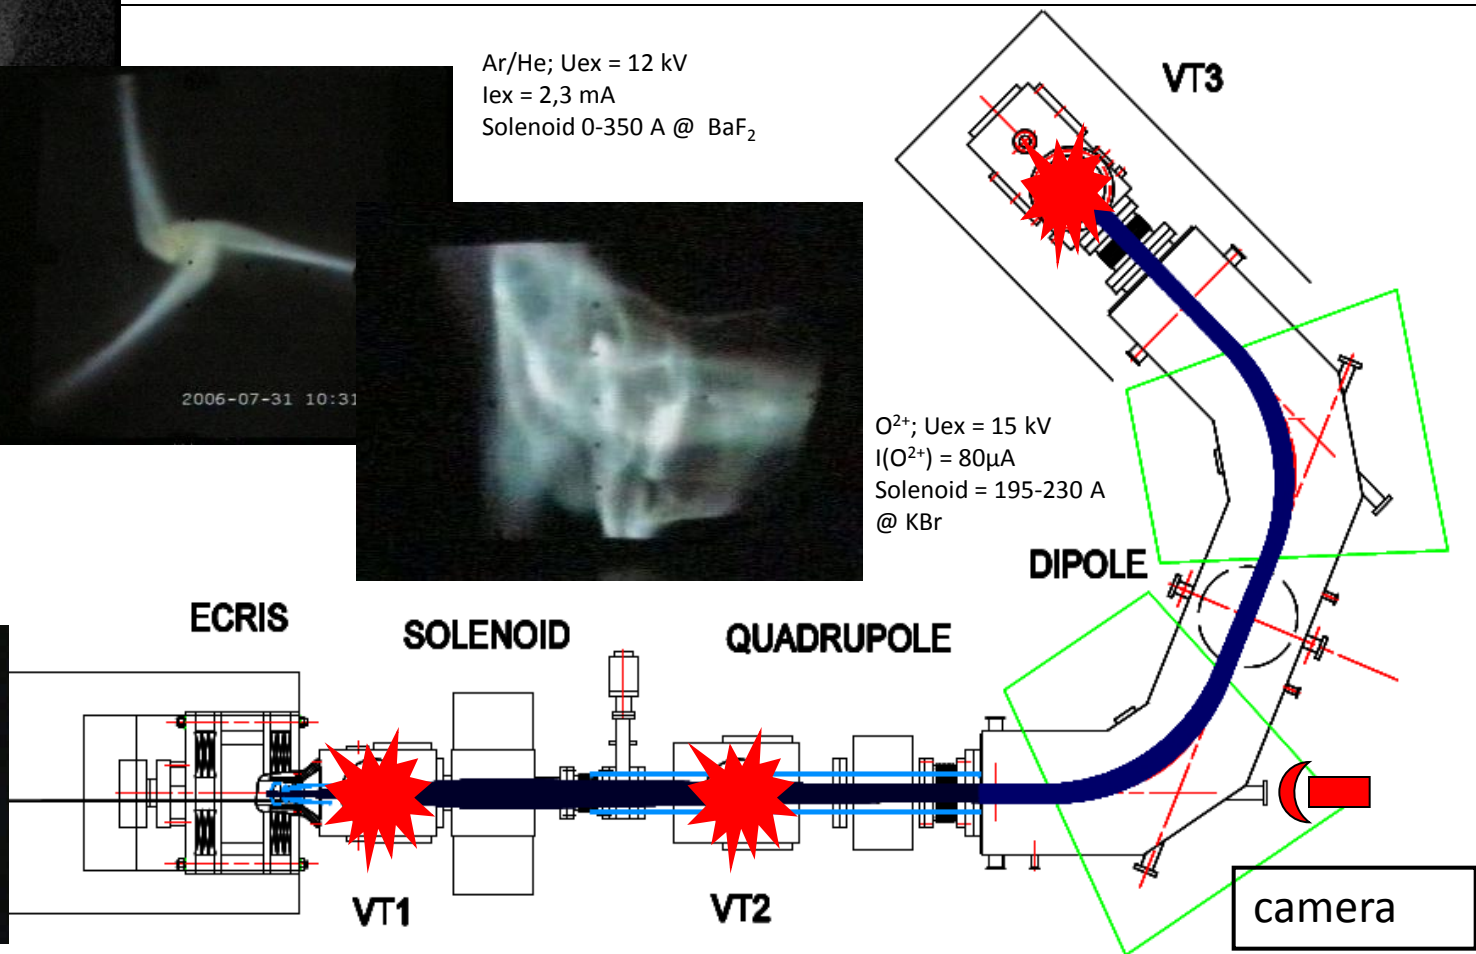 Ar/He; Uex = 12 kV
Iex = 2,3 mA
Solenoid 0-350 A @ BaF₂
VT3
2006-07-31 10:31
O²⁺; Uex = 15 kV
I(O²⁺) = 80µA
Solenoid = 195-230 A
@ KBr
DIPOLE
ECRIS
SOLENOID
QUADRUPOLE
VT1
VT2
camera